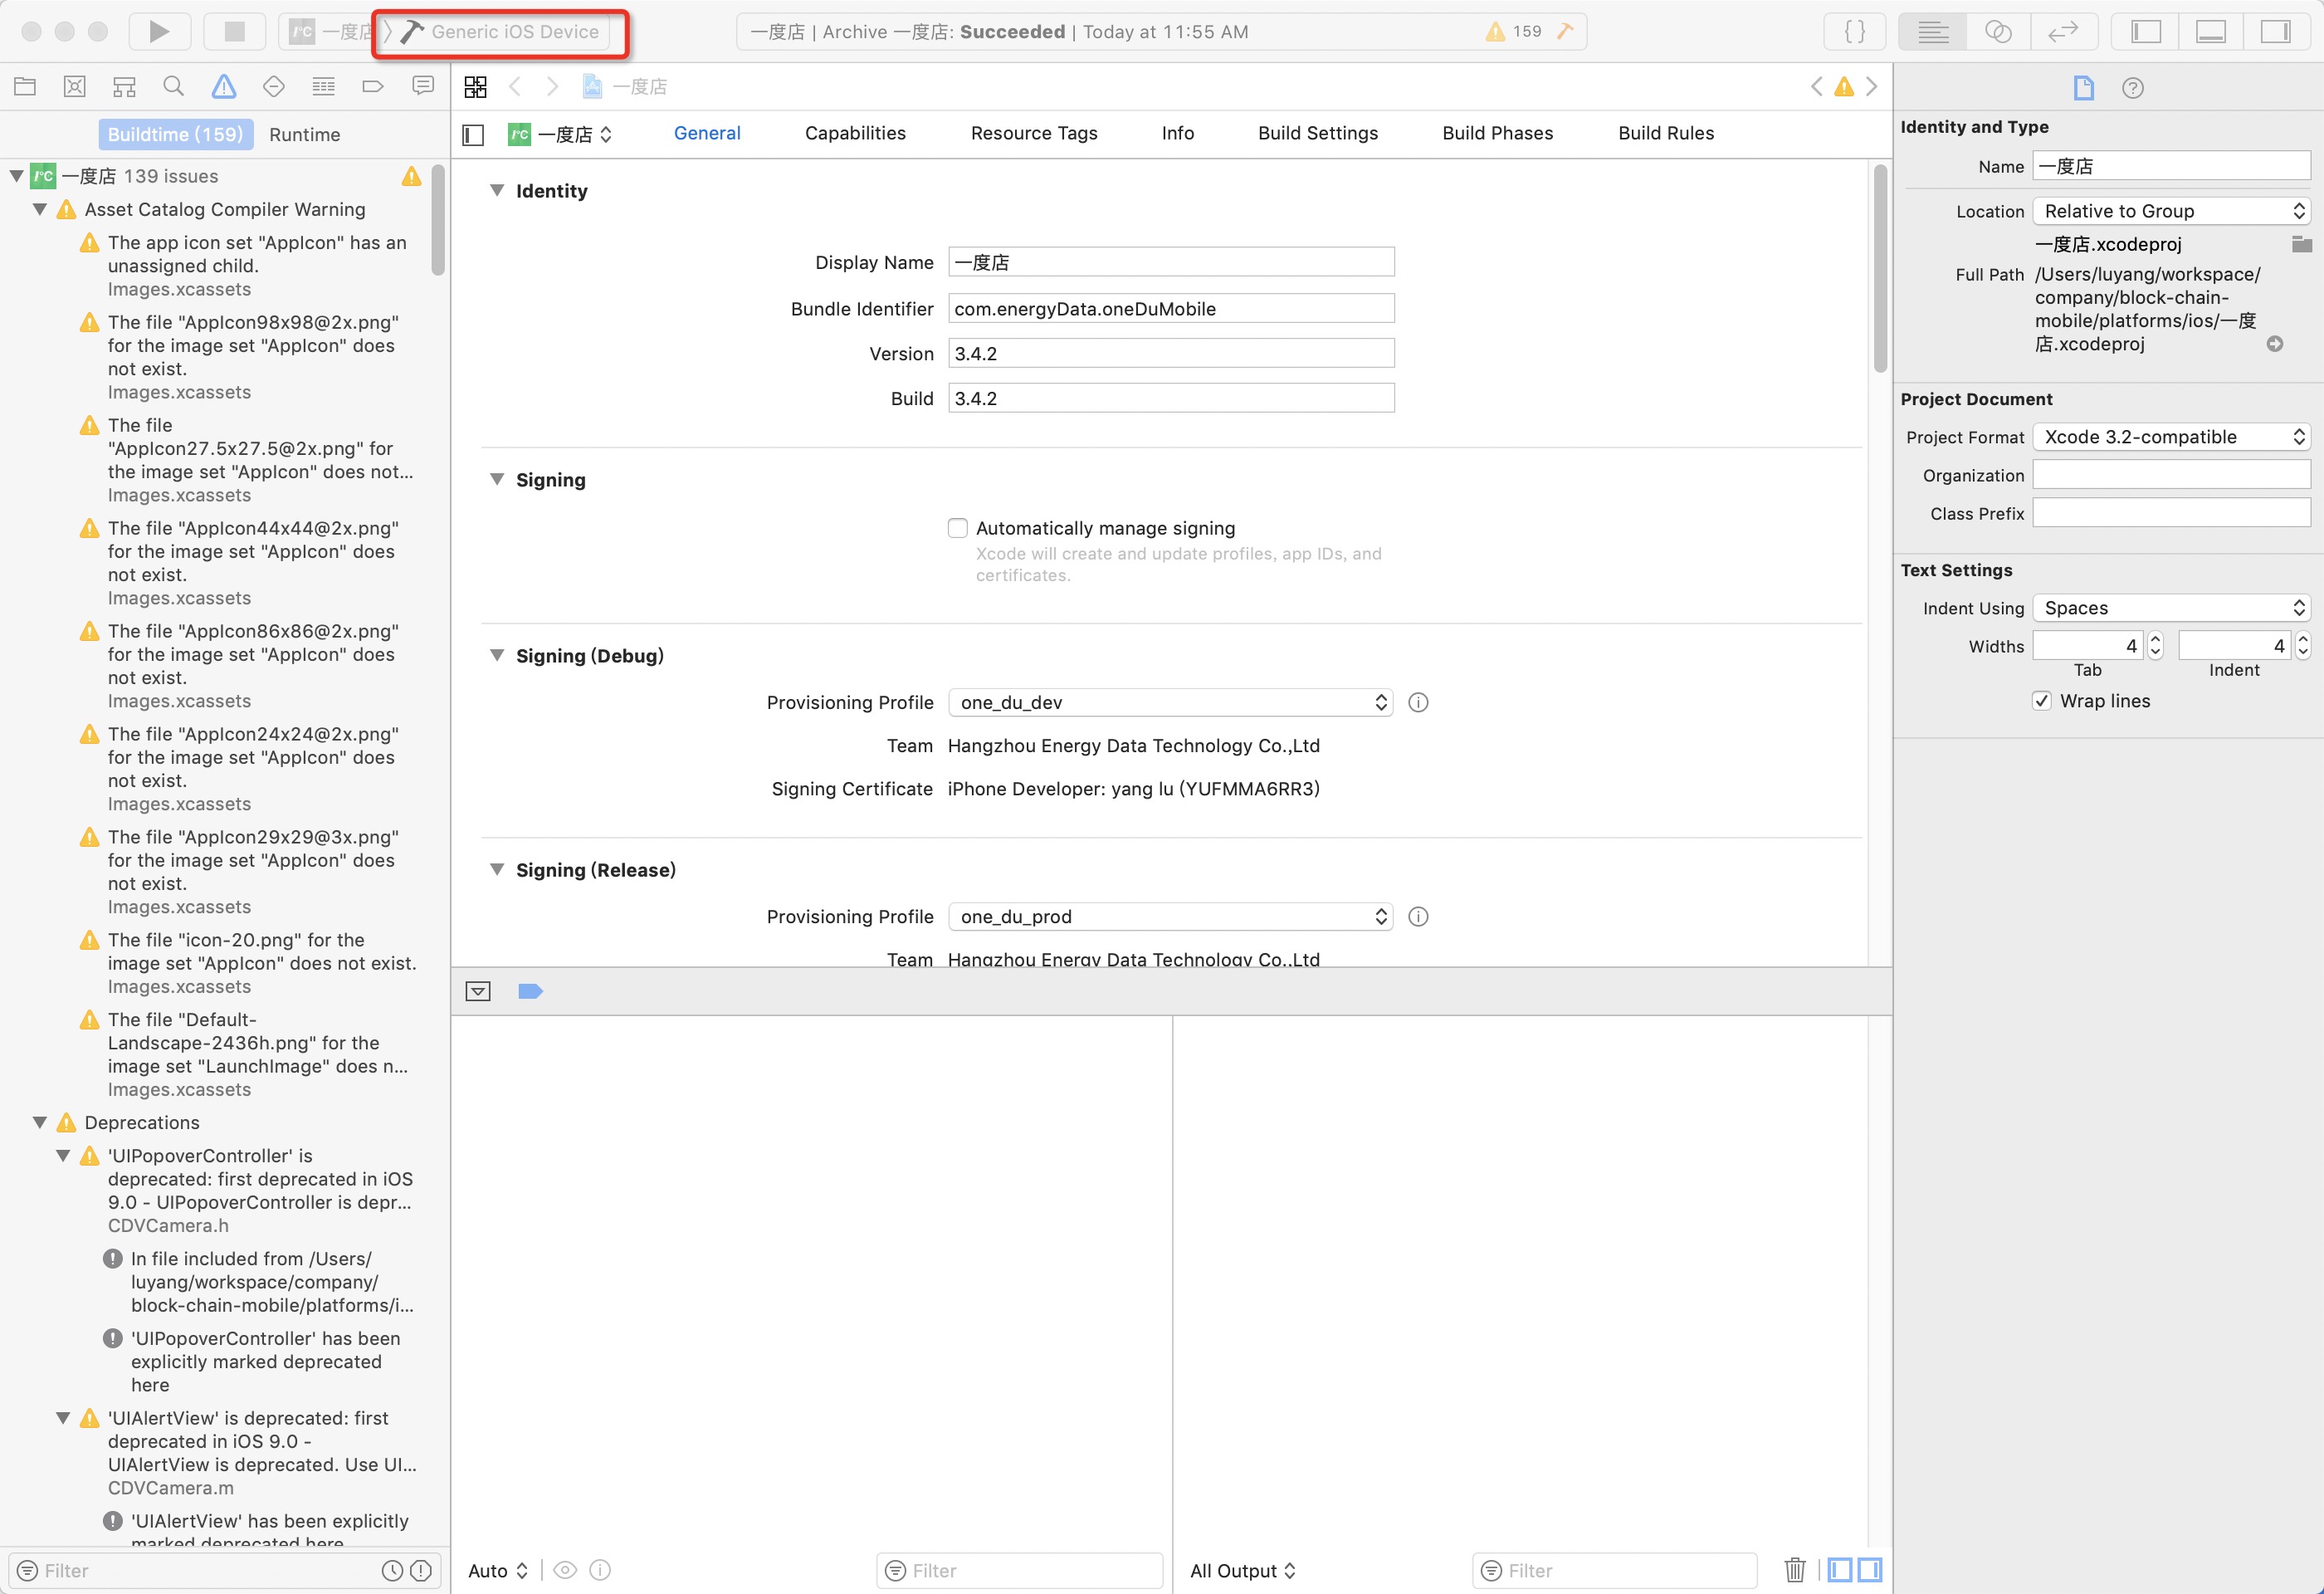 一度店 Generic iOS Device
一度店 | Archive 一度店: Succeeded | Today at 11:55 AM
159
{ }
一度店
Buildtime (159) Runtime
一度店 139 issues
Asset Catalog Compiler Warning
The app icon set "AppIcon" has an
unassigned child.
Images.xcassets
The file "AppIcon98x98@2x.png"
for the image set "AppIcon" does
not exist.
Images.xcassets
The file
"AppIcon27.5x27.5@2x.png" for
the image set "AppIcon" does not...
Images.xcassets
The file "AppIcon44x44@2x.png"
for the image set "AppIcon" does
not exist.
Images.xcassets
The file "AppIcon86x86@2x.png"
for the image set "AppIcon" does
not exist.
Images.xcassets
The file "AppIcon24x24@2x.png"
for the image set "AppIcon" does
not exist.
Images.xcassets
The file "AppIcon29x29@3x.png"
for the image set "AppIcon" does
not exist.
Images.xcassets
The file "icon-20.png" for the
image set "AppIcon" does not exist.
Images.xcassets
The file "Default-
Landscape-2436h.png" for the
image set "LaunchImage" does n...
Images.xcassets
Deprecations
'UIPopoverController' is
deprecated: first deprecated in iOS
9.0 - UIPopoverController is depr...
CDVCamera.h
In file included from /Users/
luyang/workspace/company/
block-chain-mobile/platforms/i...
'UIPopoverController' has been
explicitly marked deprecated
here
'UIAlertView' is deprecated: first
deprecated in iOS 9.0 -
UIAlertView is deprecated. Use UI...
CDVCamera.m
'UIAlertView' has been explicitly
marked deprecated here
Filter
一度店 General Capabilities Resource Tags Info Build Settings Build Phases Build Rules
Identity
Display Name 一度店
Bundle Identifier com.energyData.oneDuMobile
Version 3.4.2
Build 3.4.2
Signing
Automatically manage signing
Xcode will create and update profiles, app IDs, and
certificates.
Signing (Debug)
Provisioning Profile one_du_dev
Team Hangzhou Energy Data Technology Co.,Ltd
Signing Certificate iPhone Developer: yang lu (YUFMMA6RR3)
Signing (Release)
Provisioning Profile one_du_prod
Team Hangzhou Energy Data Technology Co.,Ltd
Auto Filter
All Output Filter
Identity and Type
Name 一度店
Location Relative to Group
一度店.xcodeproj
Full Path /Users/luyang/workspace/
company/block-chain-
mobile/platforms/ios/一度
店.xcodeproj
Project Document
Project Format Xcode 3.2-compatible
Organization
Class Prefix
Text Settings
Indent Using Spaces
Widths 4 4
Tab Indent
Wrap lines